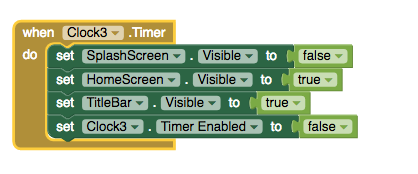 when Clock3 .Timer
do set SplashScreen . Visible to false
set HomeScreen . Visible to true
set TitleBar . Visible to true
set Clock3 . Timer Enabled to false